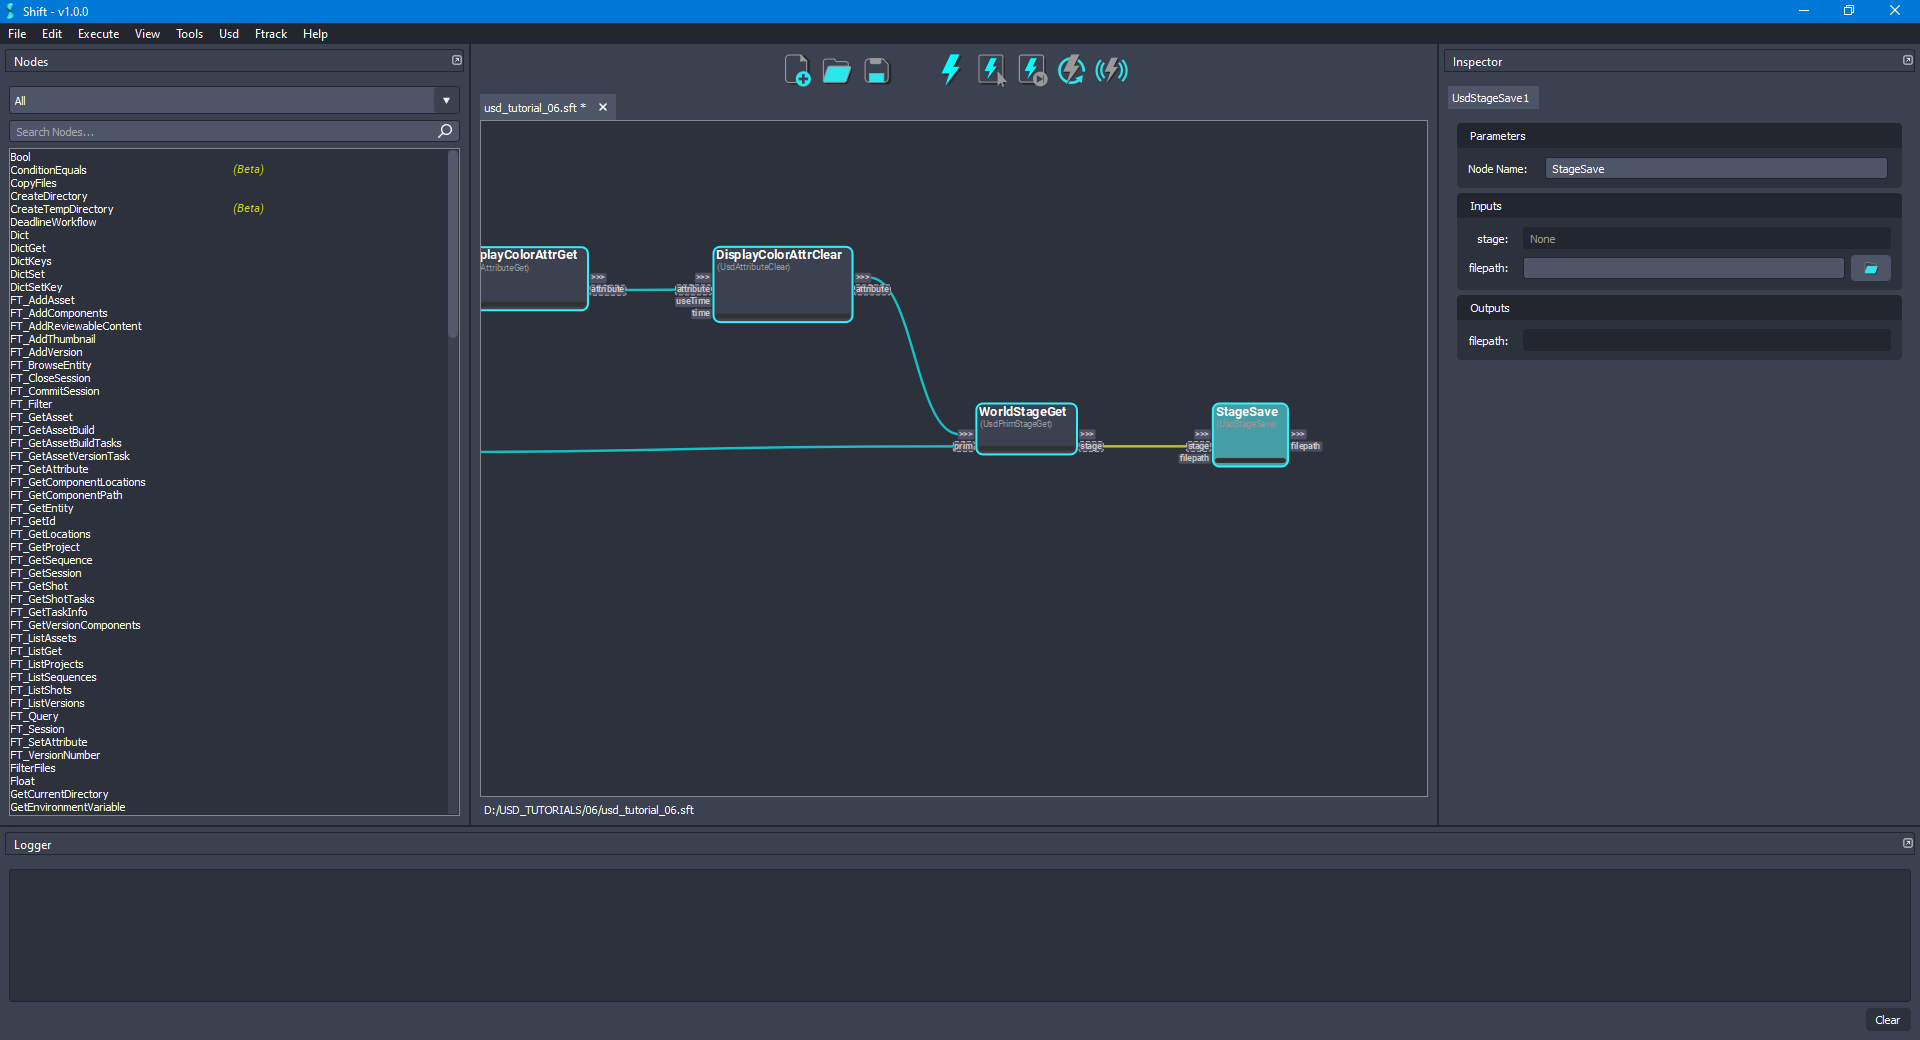 Shift - v1.0.0
File Edit Execute View Tools Usd Ftrack Help
Nodes
All
Search Nodes...
Bool
ConditionEquals (Beta)
CopyFiles
CreateDirectory
CreateTempDirectory (Beta)
DeadlineWorkflow
Dict
DictGet
DictKeys
DictSet
DictSetKey
FT_AddAsset
FT_AddComponents
FT_AddReviewableContent
FT_AddThumbnail
FT_AddVersion
FT_BrowseEntity
FT_CloseSession
FT_CommitSession
FT_Filter
FT_GetAsset
FT_GetAssetBuild
FT_GetAssetBuildTasks
FT_GetAssetVersionTask
FT_GetAttribute
FT_GetComponentLocations
FT_GetComponentPath
FT_GetEntity
FT_GetId
FT_GetLocations
FT_GetProject
FT_GetSequence
FT_GetSession
FT_GetShot
FT_GetShotTasks
FT_GetTaskInfo
FT_GetVersionComponents
FT_ListAssets
FT_ListGet
FT_ListProjects
FT_ListSequences
FT_ListShots
FT_ListVersions
FT_Query
FT_Session
FT_SetAttribute
FT_VersionNumber
FilterFiles
Float
GetCurrentDirectory
GetEnvironmentVariable
usd_tutorial_06.sft *
playColorAttrGet
AttributeGet)
>>>
attribute
DisplayColorAttrClear
(UsdAttributeClear)
>>>
attribute
useTime
time
>>>
attribute
WorldStageGet
(UsdPrimStageGet)
>>>
prim
>>>
stage
StageSave
(UsdStageSave)
>>>
stage
filepath
>>>
filepath
D:/USD_TUTORIALS/06/usd_tutorial_06.sft
Inspector
UsdStageSave1
Parameters
Node Name: StageSave
Inputs
stage: None
filepath:
Outputs
filepath:
Logger
Clear